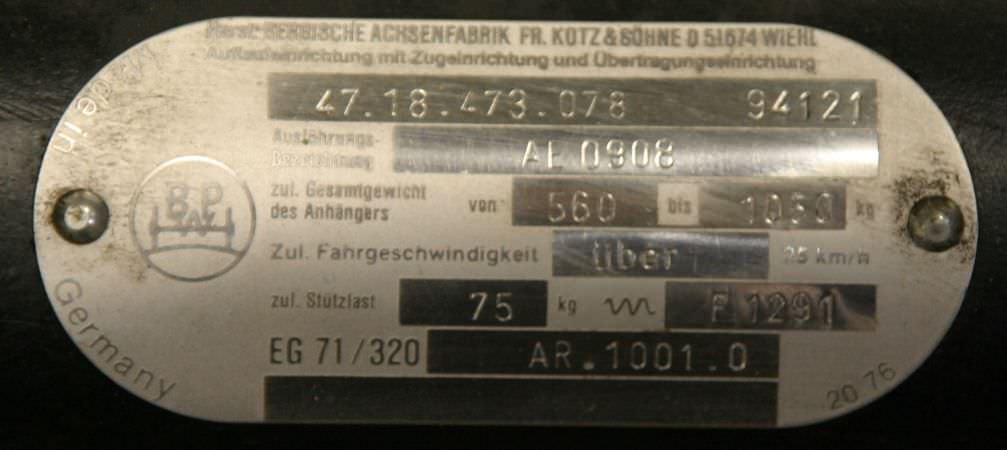 Herst: BERGISCHE ACHSENFABRIK FR. KOTZ & SÖHNE D 51674 WIEHL
Auflaufeinrichtung mit Zugeinrichtung und Übertragungseinrichtung
47.18.473.078 94121
Ausführungs-
Bezeichnung AE 0908
zul. Gesamtgewicht
des Anhängers von 560 bis 1050 kg
Zul. Fahrgeschwindigkeit über 25 km/h
zul. Stützlast 75 kg F 1291
EG 71/320 AR.1001.0
Made in
Germany
BPW
20 76